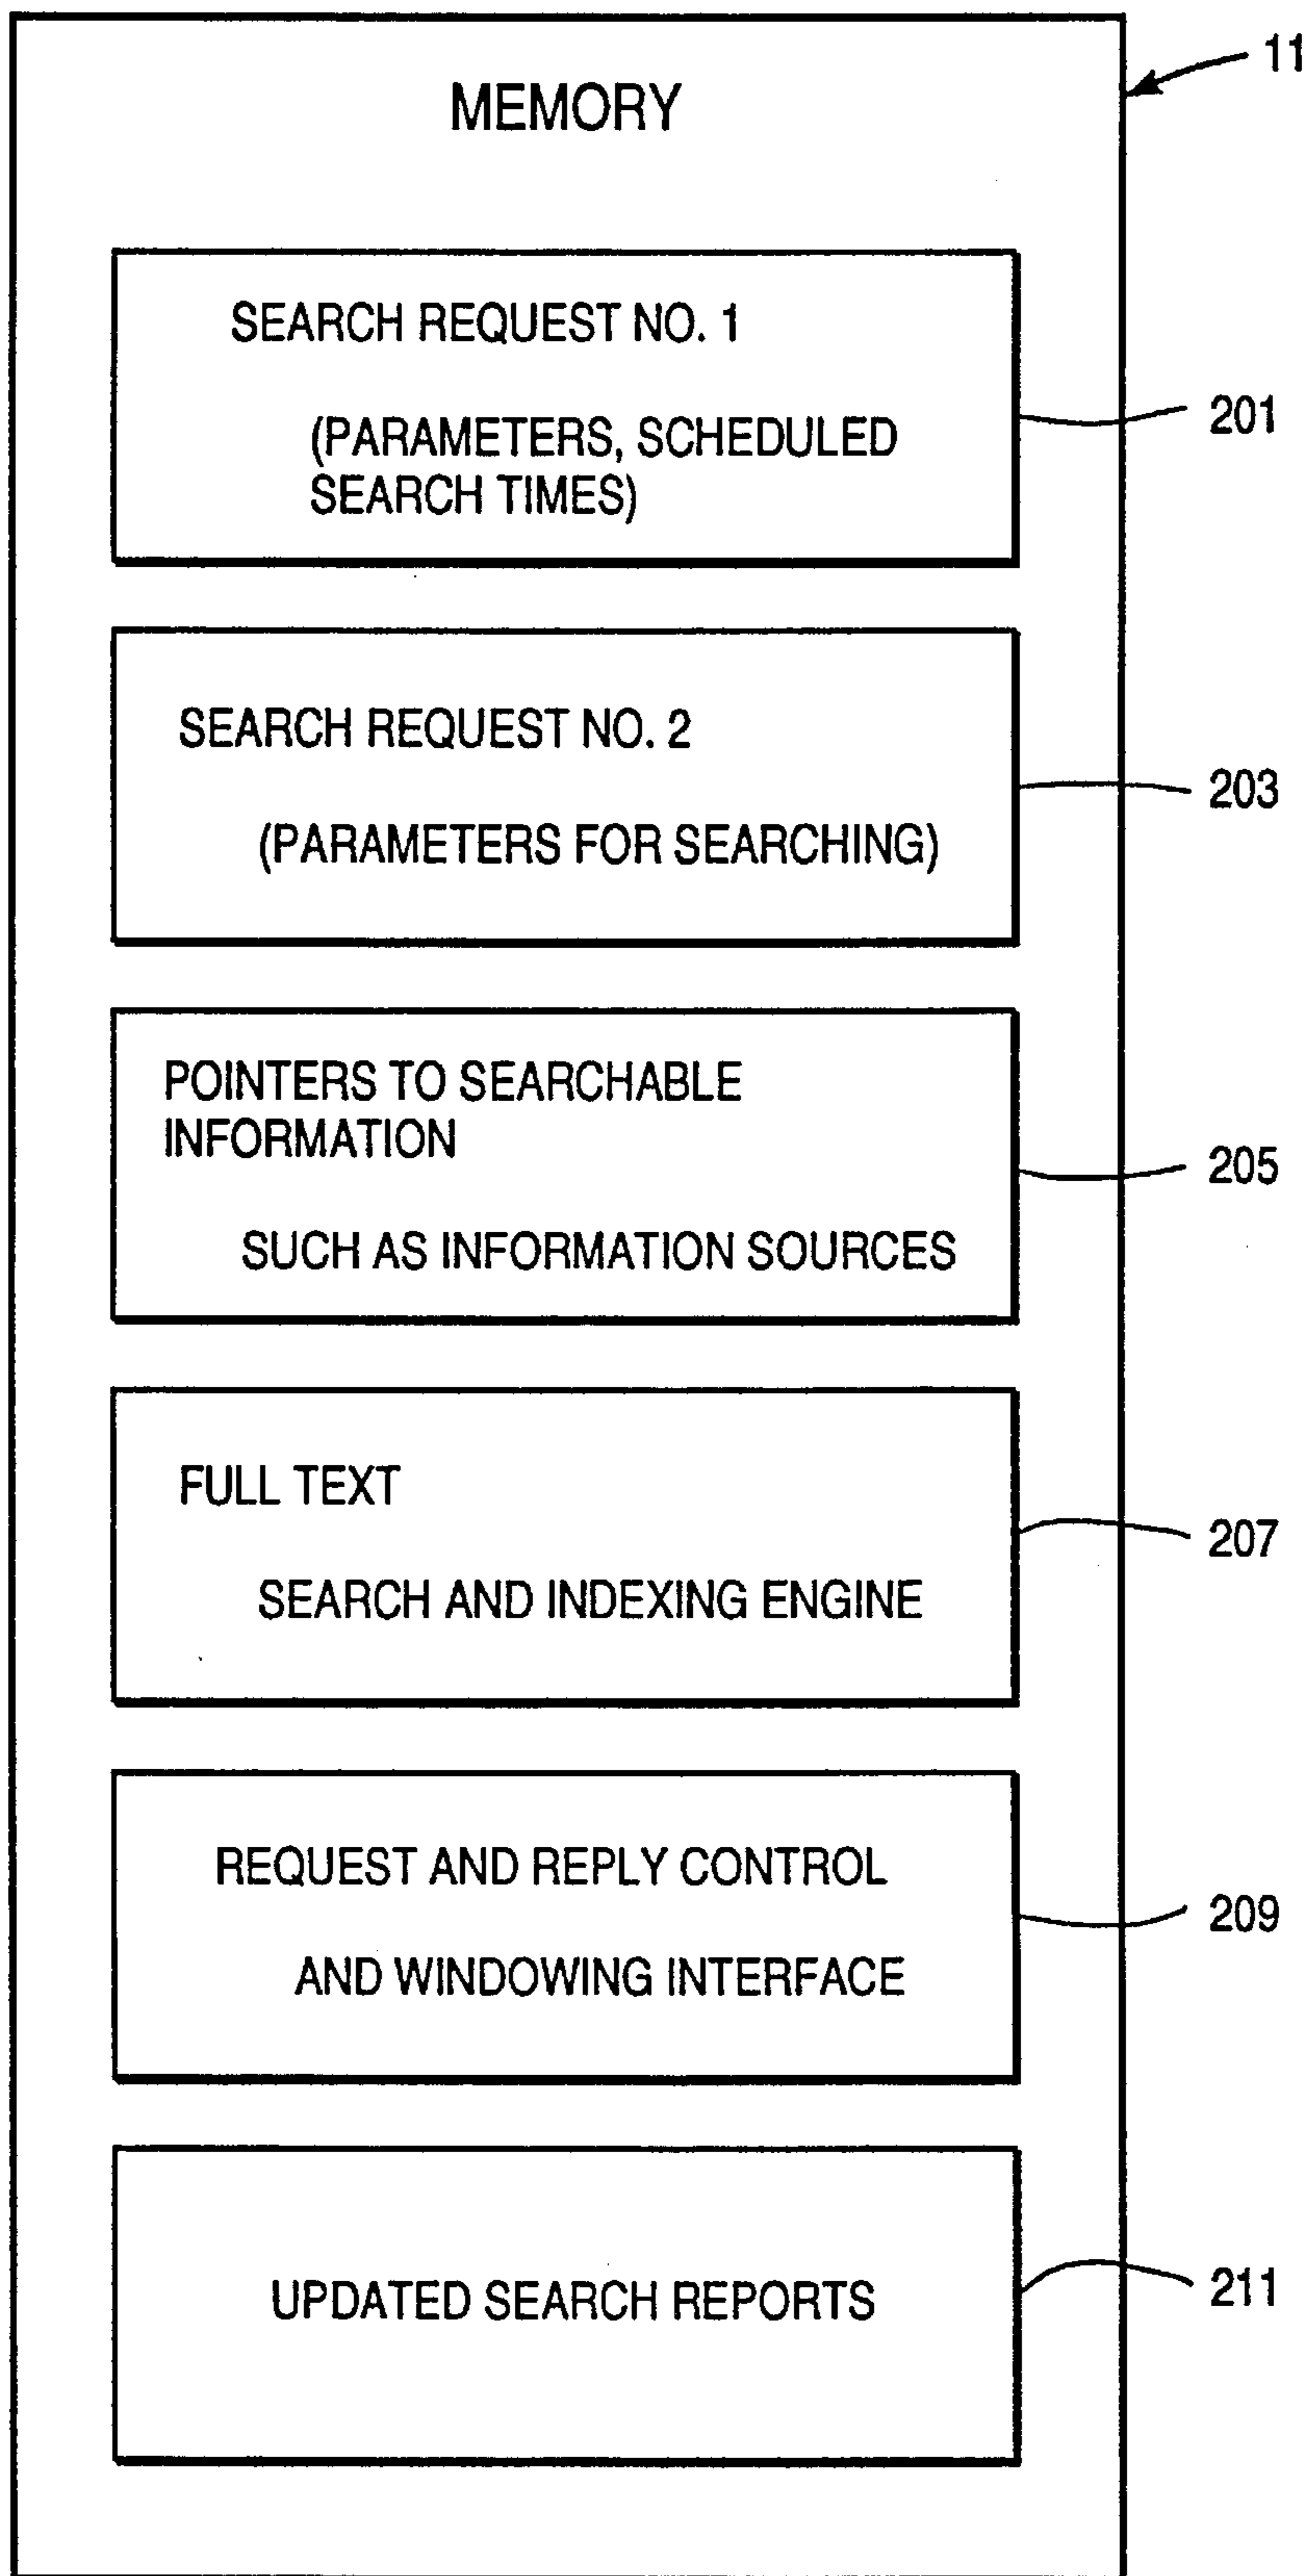 11
MEMORY
SEARCH REQUEST NO. 1
(PARAMETERS, SCHEDULED
SEARCH TIMES)
201
SEARCH REQUEST NO. 2
(PARAMETERS FOR SEARCHING)
203
POINTERS TO SEARCHABLE
INFORMATION
SUCH AS INFORMATION SOURCES
205
FULL TEXT
SEARCH AND INDEXING ENGINE
207
REQUEST AND REPLY CONTROL
AND WINDOWING INTERFACE
209
UPDATED SEARCH REPORTS
211